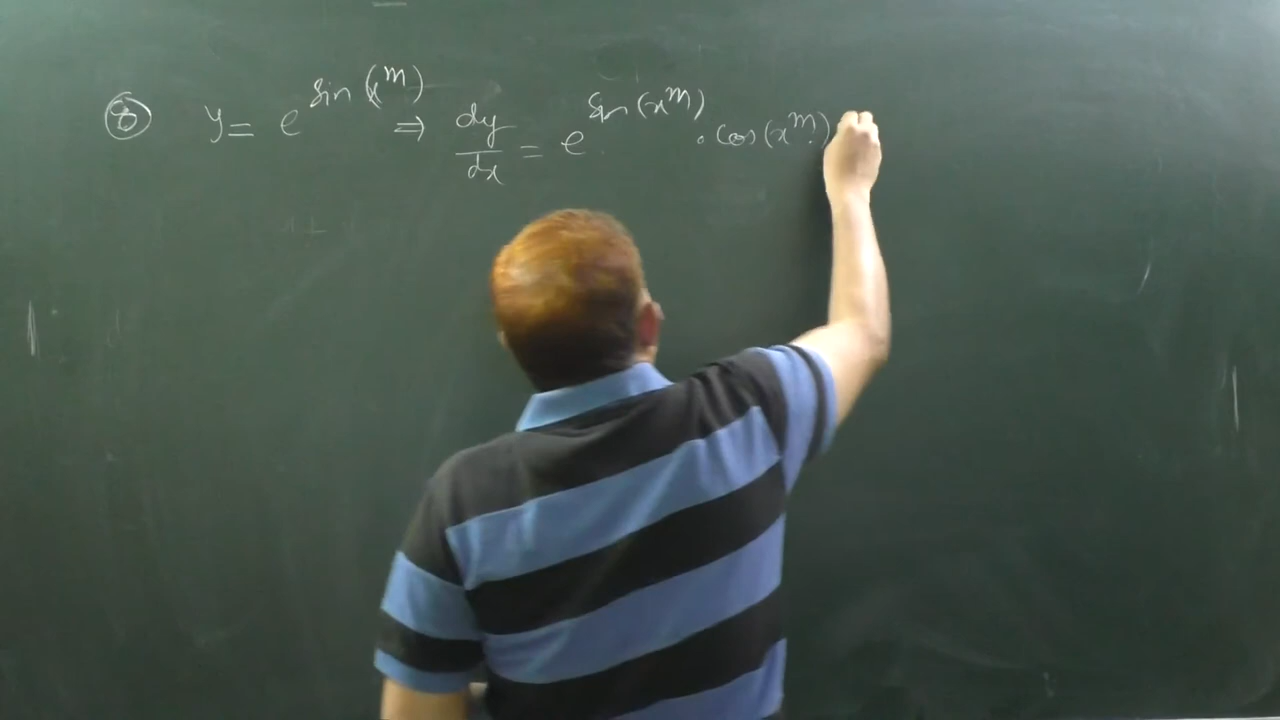 ⑧ y = e^sin(x^m) ⇒ dy/dx = e^sin(x^m) . cos(x^m).